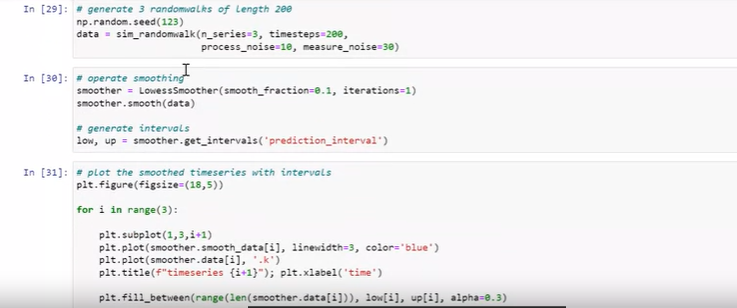 In [29]: # generate 3 randomwalks of length 200
np.random.seed(123)
data = sim_randomwalk(n_series=3, timesteps=200,
process_noise=10, measure_noise=30)
In [30]: # operate smoothing
smoother = LowessSmoother(smooth_fraction=0.1, iterations=1)
smoother.smooth(data)
# generate intervals
low, up = smoother.get_intervals('prediction_interval')
In [31]: # plot the smoothed timeseries with intervals
plt.figure(figsize=(18,5))
for i in range(3):
plt.subplot(1,3,i+1)
plt.plot(smoother.smooth_data[i], linewidth=3, color='blue')
plt.plot(smoother.data[i], '.k')
plt.title(f"timeseries {i+1}"); plt.xlabel('time')
plt.fill_between(range(len(smoother.data[i])), low[i], up[i], alpha=0.3)